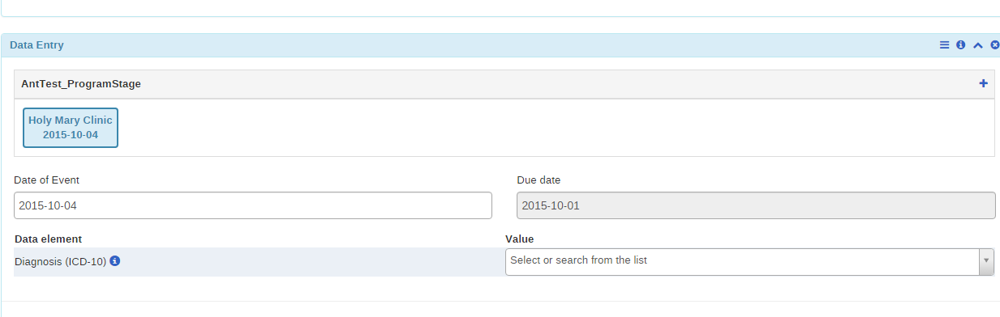 Data Entry
AntTest_ProgramStage
Holy Mary Clinic
2015-10-04
Date of Event
Due date
2015-10-04
2015-10-01
Data element
Value
Diagnosis (ICD-10)
Select or search from the list